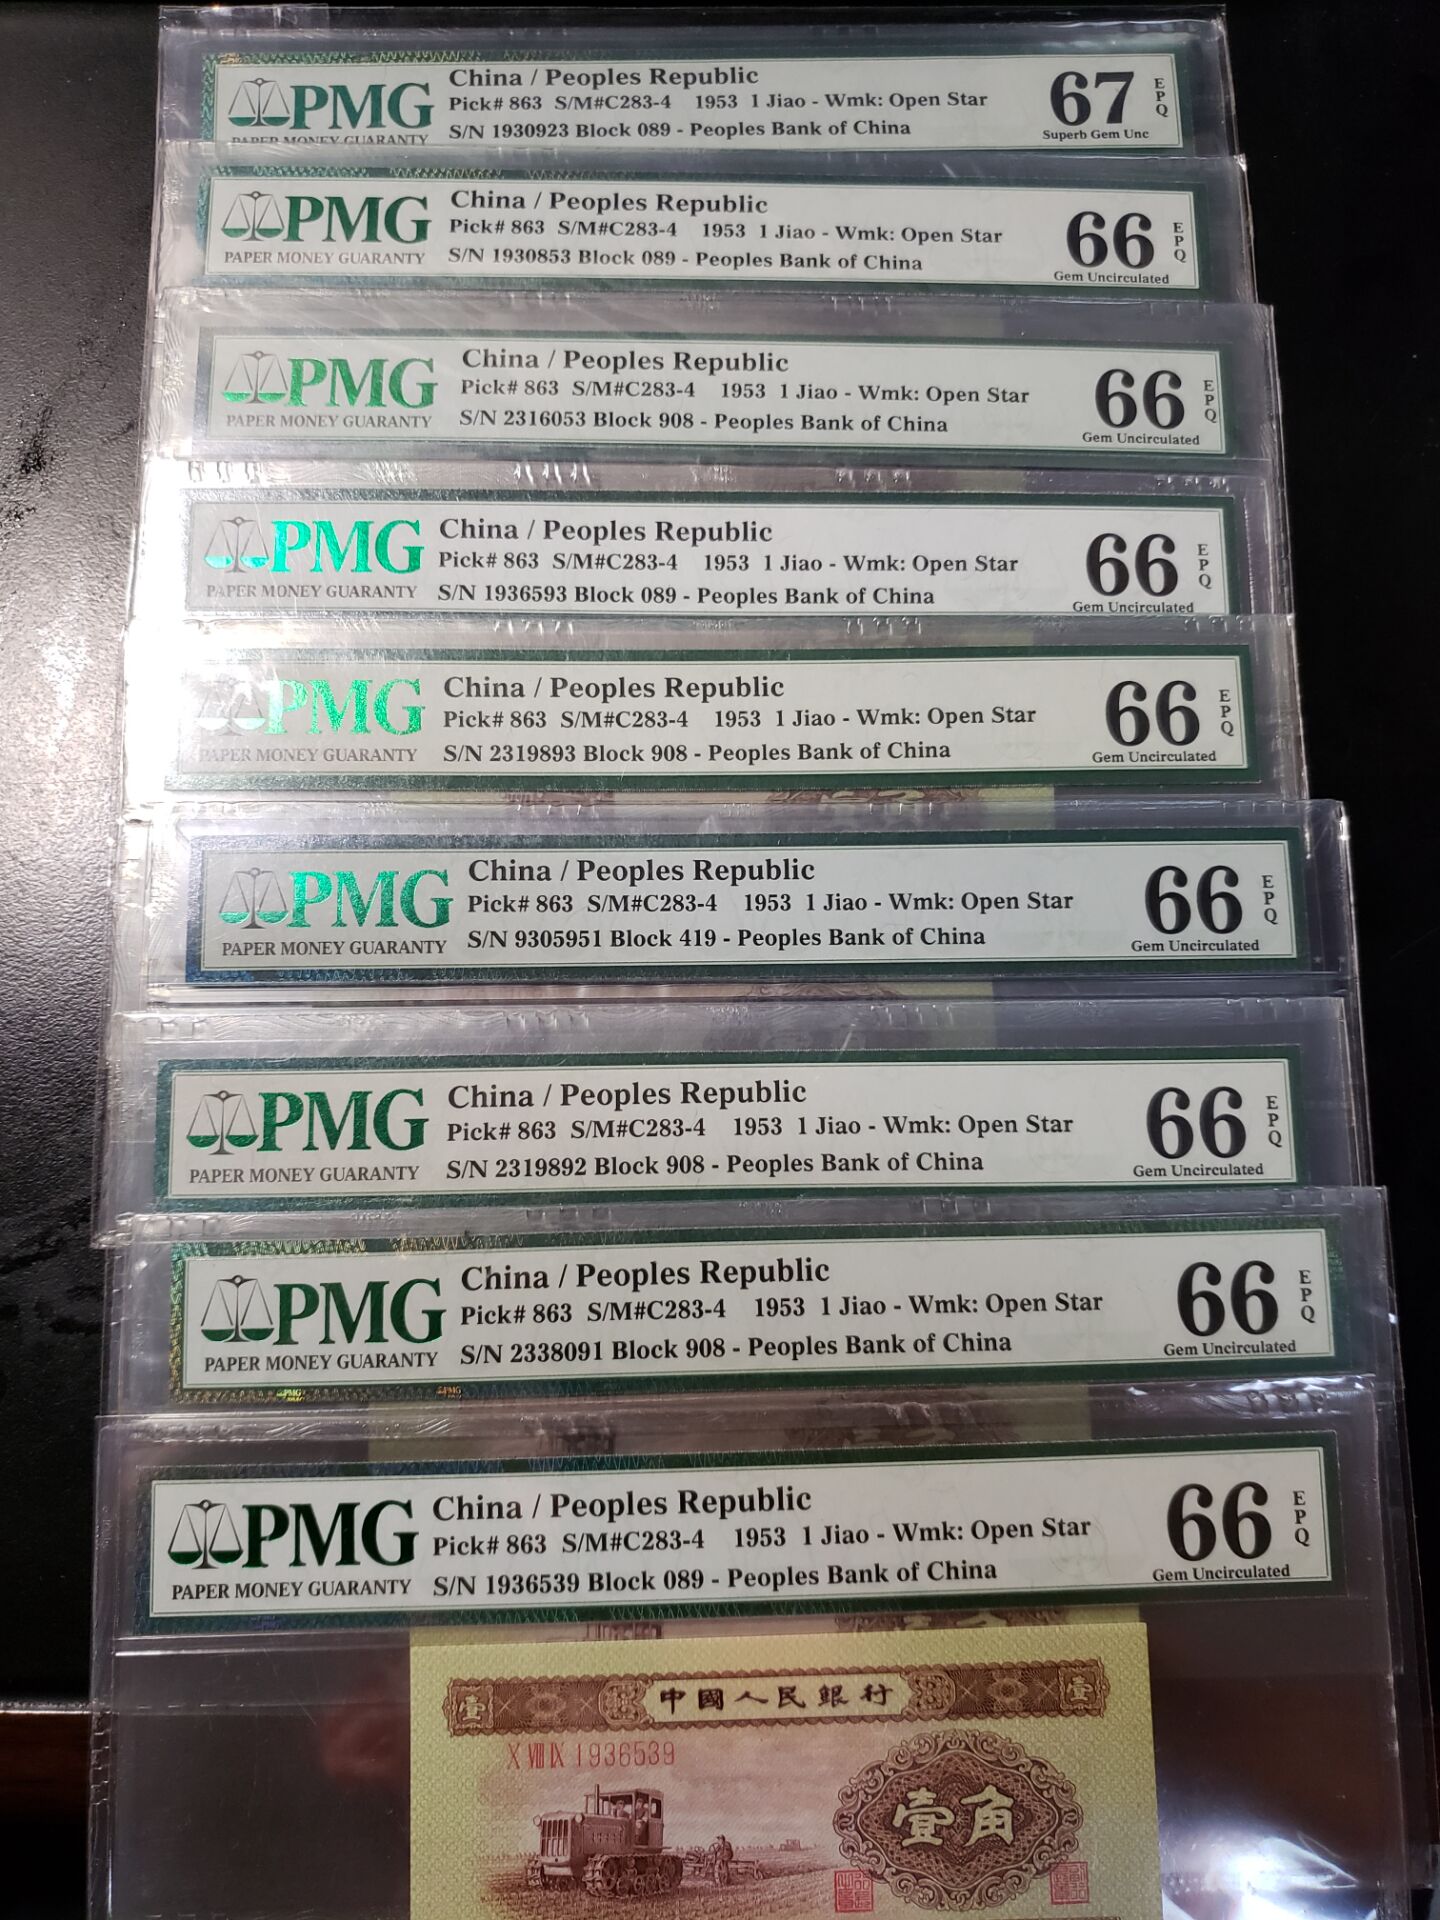 PMG
PAPER MONEY GUARANTY
China / Peoples Republic
Pick# 863 S/M#C283-4 1953 1 Jiao - Wmk: Open Star
S/N 1930923 Block 089 - Peoples Bank of China
67 EPQ
Superb Gem Unc
PMG
PAPER MONEY GUARANTY
China / Peoples Republic
Pick# 863 S/M#C283-4 1953 1 Jiao - Wmk: Open Star
S/N 1930853 Block 089 - Peoples Bank of China
66 EPQ
Gem Uncirculated
PMG
PAPER MONEY GUARANTY
China / Peoples Republic
Pick# 863 S/M#C283-4 1953 1 Jiao - Wmk: Open Star
S/N 2316053 Block 908 - Peoples Bank of China
66 EPQ
Gem Uncirculated
PMG
PAPER MONEY GUARANTY
China / Peoples Republic
Pick# 863 S/M#C283-4 1953 1 Jiao - Wmk: Open Star
S/N 1936593 Block 089 - Peoples Bank of China
66 EPQ
Gem Uncirculated
PMG
PAPER MONEY GUARANTY
China / Peoples Republic
Pick# 863 S/M#C283-4 1953 1 Jiao - Wmk: Open Star
S/N 2319893 Block 908 - Peoples Bank of China
66 EPQ
Gem Uncirculated
PMG
PAPER MONEY GUARANTY
China / Peoples Republic
Pick# 863 S/M#C283-4 1953 1 Jiao - Wmk: Open Star
S/N 9305951 Block 419 - Peoples Bank of China
66 EPQ
Gem Uncirculated
PMG
PAPER MONEY GUARANTY
China / Peoples Republic
Pick# 863 S/M#C283-4 1953 1 Jiao - Wmk: Open Star
S/N 2319892 Block 908 - Peoples Bank of China
66 EPQ
Gem Uncirculated
PMG
PAPER MONEY GUARANTY
China / Peoples Republic
Pick# 863 S/M#C283-4 1953 1 Jiao - Wmk: Open Star
S/N 2338091 Block 908 - Peoples Bank of China
66 EPQ
Gem Uncirculated
PMG
PAPER MONEY GUARANTY
China / Peoples Republic
Pick# 863 S/M#C283-4 1953 1 Jiao - Wmk: Open Star
S/N 1936539 Block 089 - Peoples Bank of China
66 EPQ
Gem Uncirculated
壹 中國人民銀行 壹
X VIII IX 1936539
壹角